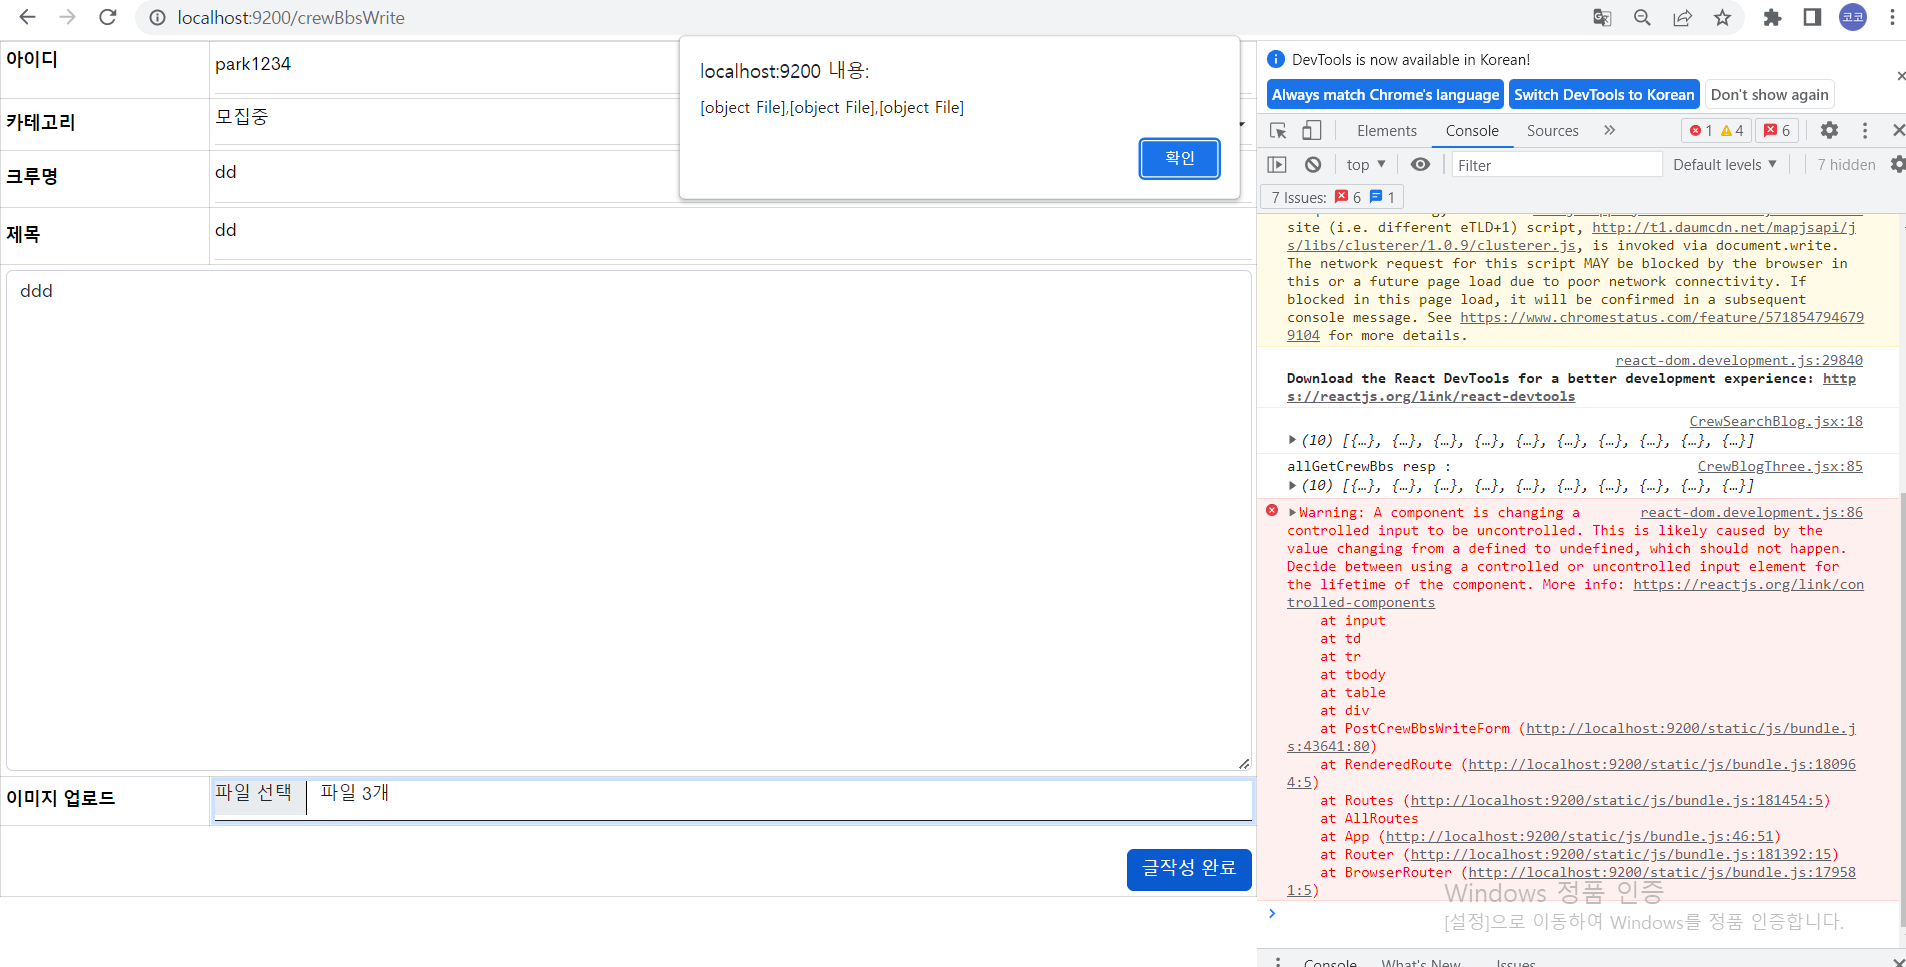 localhost:9200/crewBbsWrite
코코
아이디
park1234
카테고리
모집중
크루명
dd
제목
dd
ddd
이미지 업로드
파일 선택
파일 3개
글작성 완료
localhost:9200 내용:
[object File],[object File],[object File]
확인
DevTools is now available in Korean!
Always match Chrome's language
Switch DevTools to Korean
Don't show again
Elements
Console
Sources
1
4
6
top
Filter
Default levels
7 hidden
7 Issues:
6
1
site (i.e. different eTLD+1) script, http://t1.daumcdn.net/mapjsapi/j
s/libs/clusterer/1.0.9/clusterer.js, is invoked via document.write.
The network request for this script MAY be blocked by the browser in
this or a future page load due to poor network connectivity. If
blocked in this page load, it will be confirmed in a subsequent
console message. See https://www.chromestatus.com/feature/571854794679
9104 for more details.
react-dom.development.js:29840
Download the React DevTools for a better development experience: http
s://reactjs.org/link/react-devtools
CrewSearchBlog.jsx:18
(10) [{…}, {…}, {…}, {…}, {…}, {…}, {…}, {…}, {…}, {…}]
allGetCrewBbs resp :
CrewBlogThree.jsx:85
(10) [{…}, {…}, {…}, {…}, {…}, {…}, {…}, {…}, {…}, {…}]
Warning: A component is changing a
react-dom.development.js:86
controlled input to be uncontrolled. This is likely caused by the
value changing from a defined to undefined, which should not happen.
Decide between using a controlled or uncontrolled input element for
the lifetime of the component. More info: https://reactjs.org/link/con
trolled-components
at input
at td
at tr
at tbody
at table
at div
at PostCrewBbsWriteForm (http://localhost:9200/static/js/bundle.j
s:43641:80)
at RenderedRoute (http://localhost:9200/static/js/bundle.js:18096
4:5)
at Routes (http://localhost:9200/static/js/bundle.js:181454:5)
at AllRoutes
at App (http://localhost:9200/static/js/bundle.js:46:51)
at Router (http://localhost:9200/static/js/bundle.js:181392:15)
at BrowserRouter (http://localhost:9200/static/js/bundle.js:17958
1:5)
Windows 정품 인증
[설정]으로 이동하여 Windows를 정품 인증합니다.
Console
What's New
Issues